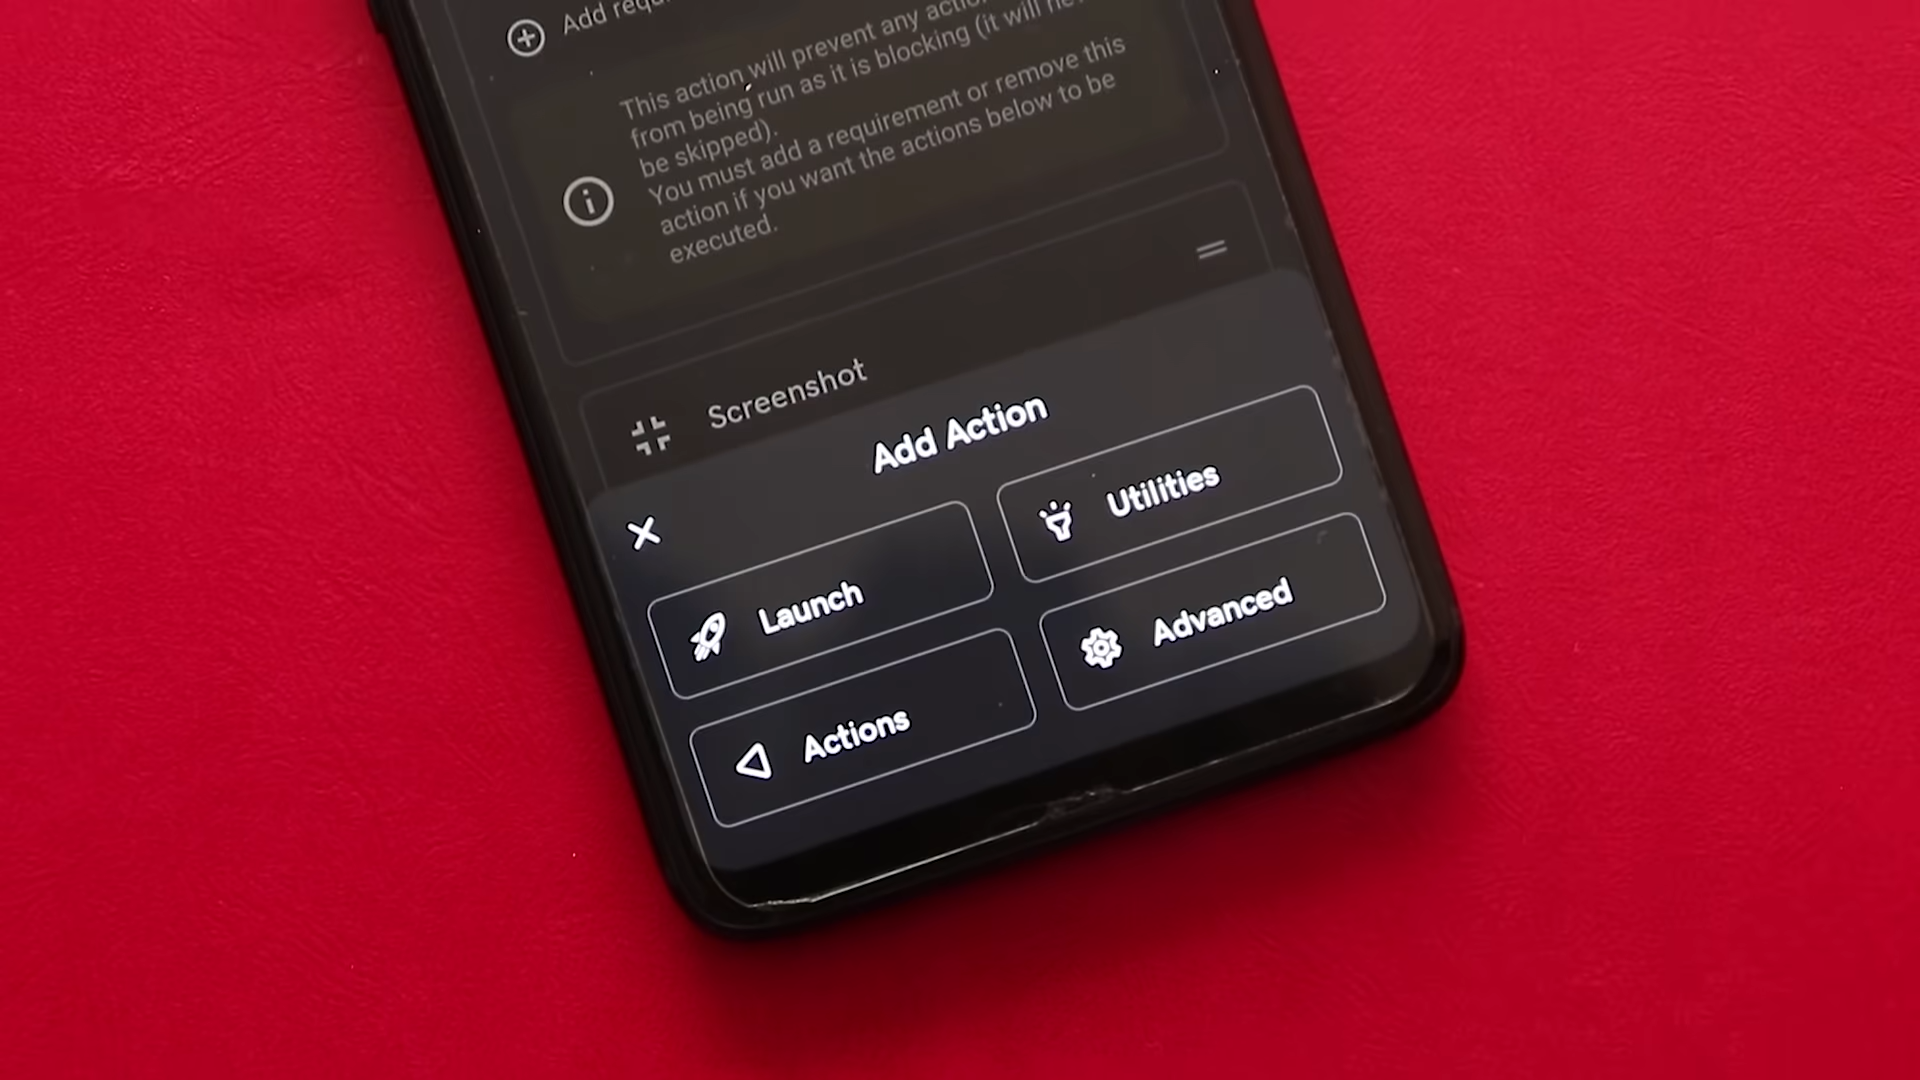 Add
This action will prevent any
from being run as it is blocking (it will
be skipped).
You must add a requirement or remove this
action if you want the actions below to be
executed.
Screenshot
Add Action
Launch
Utilities
Actions
Advanced